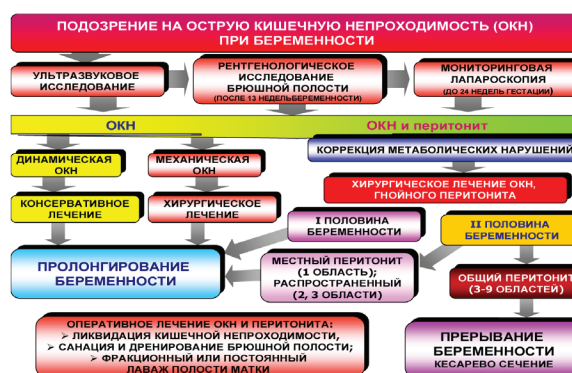 ПОДОЗРЕНИЕ НА ОСТРУЮ КИШЕЧНУЮ НЕПРОХОДИМОСТЬ (ОКН)
ПРИ БЕРЕМЕННОСТИ
УЛЬТРАЗВУКОВОЕ
ИССЛЕДОВАНИЕ
РЕНТГЕНОЛОГИЧЕСКОЕ
ИССЛЕДОВАНИЕ
БРЮШНОЙ ПОЛОСТИ
(ПОСЛЕ 13 НЕДЕЛЬБЕРЕМЕННОСТИ)
МОНИТОРИНГОВАЯ
ЛАПАРОСКОПИЯ
(ДО 24 НЕДЕЛЬ ГЕСТАЦИИ)
ОКН
ОКН и перитонит
ДИНАМИЧЕСКАЯ
ОКН
МЕХАНИЧЕСКАЯ
ОКН
КОРРЕКЦИЯ МЕТАБОЛИЧЕСКИХ НАРУШЕНИЙ
ХИРУРГИЧЕСКОЕ ЛЕЧЕНИЕ ОКН,
ГНОЙНОГО ПЕРИТОНИТА
КОНСЕРВАТИВНОЕ
ЛЕЧЕНИЕ
ХИРУРГИЧЕСКОЕ
ЛЕЧЕНИЕ
I ПОЛОВИНА
БЕРЕМЕННОСТИ
II ПОЛОВИНА
БЕРЕМЕННОСТИ
ПРОЛОНГИРОВАНИЕ
БЕРЕМЕННОСТИ
МЕСТНЫЙ ПЕРИТОНИТ
(1 ОБЛАСТЬ);
РАСПРОСТРАНЕННЫЙ
(2, 3 ОБЛАСТИ)
ОБЩИЙ ПЕРИТОНИТ
(3-9 ОБЛАСТЕЙ)
ОПЕРАТИВНОЕ ЛЕЧЕНИЕ ОКН И ПЕРИТОНИТА:
➢ ЛИКВИДАЦИЯ КИШЕЧНОЙ НЕПРОХОДИМОСТИ,
➢ САНАЦИЯ И ДРЕНИРОВАНИЕ БРЮШНОЙ ПОЛОСТИ;
➢ ФРАКЦИОННЫЙ ИЛИ ПОСТОЯННЫЙ
ЛАВАЖ ПОЛОСТИ МАТКИ
ПРЕРЫВАНИЕ
БЕРЕМЕННОСТИ
КЕСАРЕВО СЕЧЕНИЕ